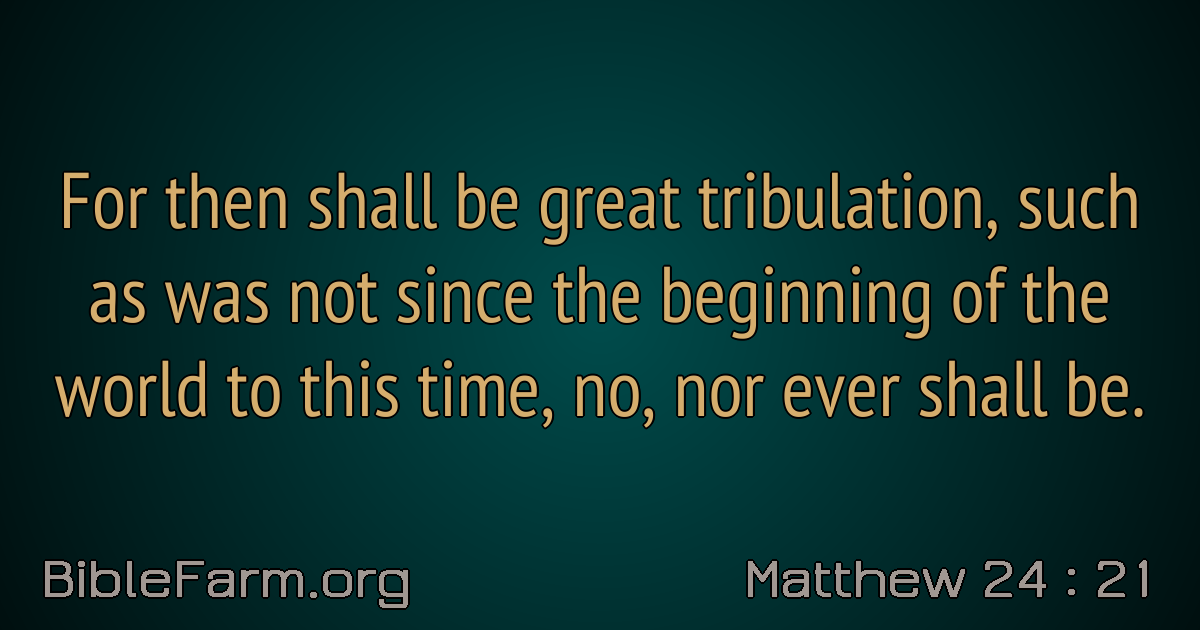 For then shall be great tribulation, such
as was not since the beginning of the
world to this time, no, nor ever shall be.
BibleFarm.org
Matthew 24 : 21